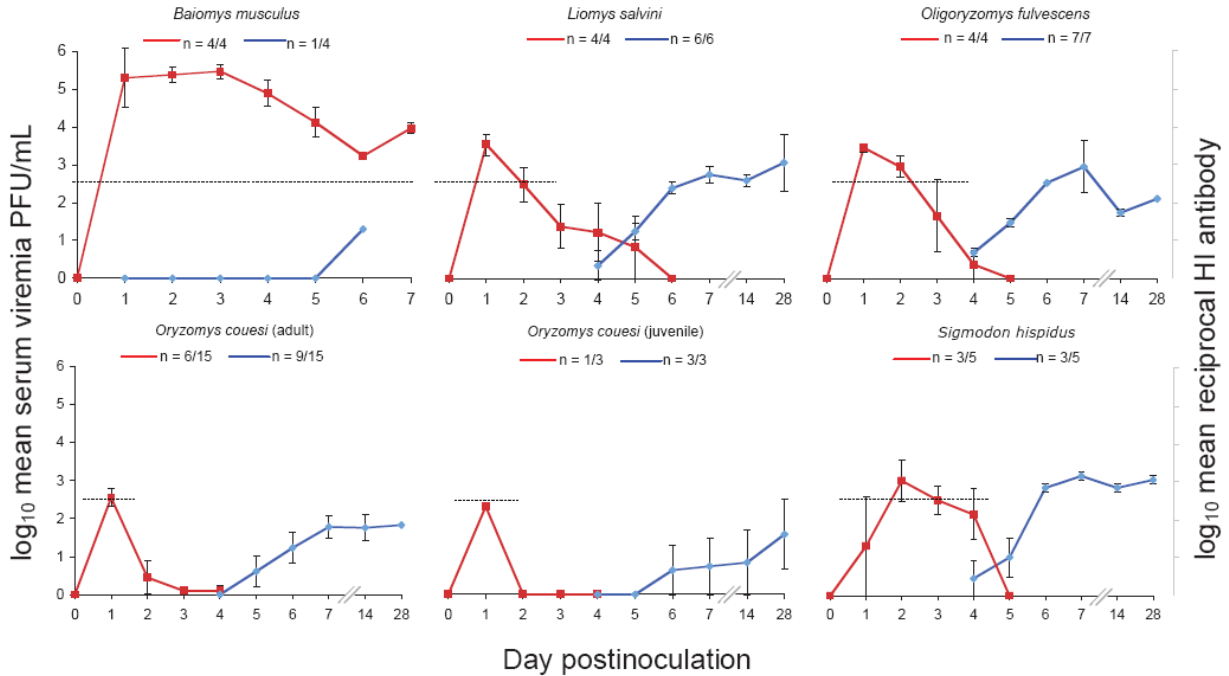 Baiomys musculus
n = 4/4 n = 1/4
Liomys salvini
n = 4/4 n = 6/6
Oligoryzomys fulvescens
n = 4/4 n = 7/7
log10 mean serum viremia PFU/mL
log10 mean reciprocal HI antibody
6
5
4
3
2
1
0
0 1 2 3 4 5 6 7
0 1 2 3 4 5 6 7 14 28
0 1 2 3 4 5 6 7 14 28
Oryzomys couesi (adult)
n = 6/15 n = 9/15
Oryzomys couesi (juvenile)
n = 1/3 n = 3/3
Sigmodon hispidus
n = 3/5 n = 3/5
6
5
4
3
2
1
0
0 1 2 3 4 5 6 7 14 28
0 1 2 3 4 5 6 7 14 28
0 1 2 3 4 5 6 7 14 28
Day postinoculation